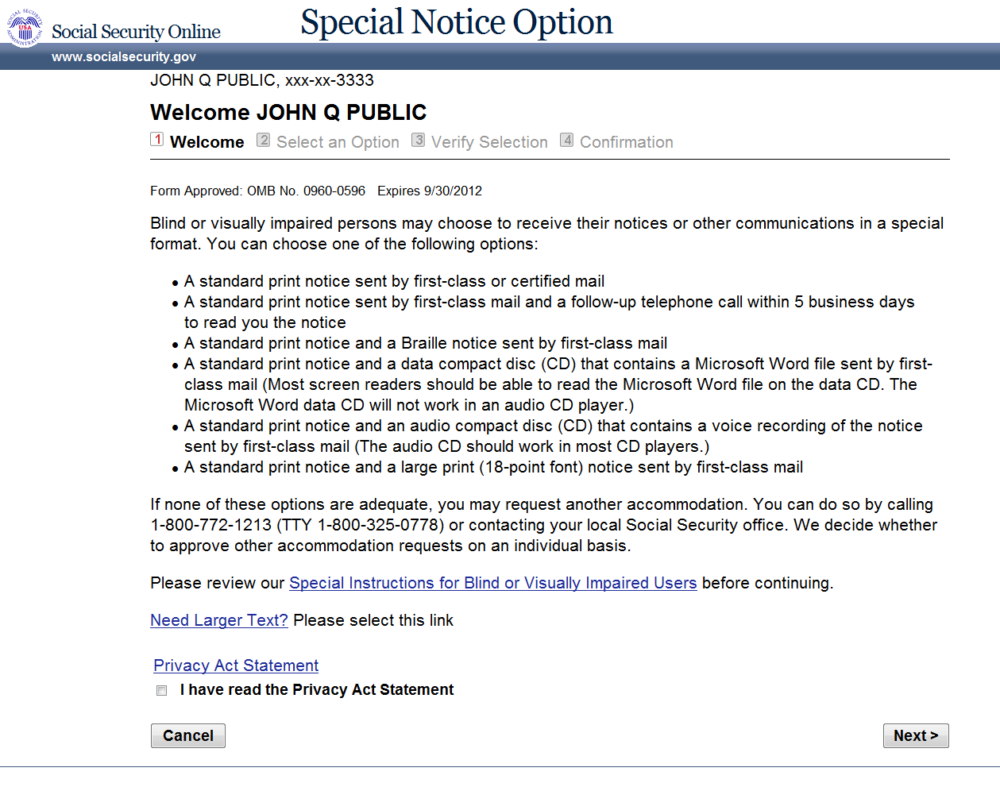 SOCIAL SECURITY ADMINISTRATION
USA
Social Security Online
Special Notice Option
www.socialsecurity.gov
JOHN Q PUBLIC, xxx-xx-3333
Welcome JOHN Q PUBLIC
1 Welcome 2 Select an Option 3 Verify Selection 4 Confirmation
Form Approved: OMB No. 0960-0596 Expires 9/30/2012
Blind or visually impaired persons may choose to receive their notices or other communications in a special
format. You can choose one of the following options:
• A standard print notice sent by first-class or certified mail
• A standard print notice sent by first-class mail and a follow-up telephone call within 5 business days
to read you the notice
• A standard print notice and a Braille notice sent by first-class mail
• A standard print notice and a data compact disc (CD) that contains a Microsoft Word file sent by first-
class mail (Most screen readers should be able to read the Microsoft Word file on the data CD. The
Microsoft Word data CD will not work in an audio CD player.)
• A standard print notice and an audio compact disc (CD) that contains a voice recording of the notice
sent by first-class mail (The audio CD should work in most CD players.)
• A standard print notice and a large print (18-point font) notice sent by first-class mail
If none of these options are adequate, you may request another accommodation. You can do so by calling
1-800-772-1213 (TTY 1-800-325-0778) or contacting your local Social Security office. We decide whether
to approve other accommodation requests on an individual basis.
Please review our Special Instructions for Blind or Visually Impaired Users before continuing.
Need Larger Text? Please select this link
Privacy Act Statement
I have read the Privacy Act Statement
Cancel
Next >